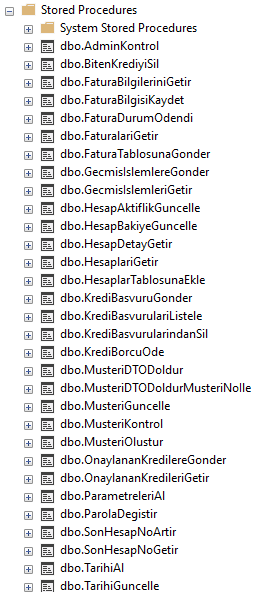 Stored Procedures
System Stored Procedures
dbo.AdminKontrol
dbo.BitenKrediyiSil
dbo.FaturaBilgileriniGetir
dbo.FaturaBilgisiKaydet
dbo.FaturaDurumOdendi
dbo.FaturalariGetir
dbo.FaturaTablosunaGonder
dbo.GecmisIslemlereGonder
dbo.GecmisIslemleriGetir
dbo.HesapAktiflikGuncelle
dbo.HesapBakiyeGuncelle
dbo.HesapDetayGetir
dbo.HesaplariGetir
dbo.HesaplarTablosunaEkle
dbo.KrediBasvuruGonder
dbo.KrediBasvurulariListele
dbo.KrediBasvurularindanSil
dbo.KrediBorcuOde
dbo.MusteriDTODoldur
dbo.MusteriDTODoldurMusteriNoIle
dbo.MusteriGuncelle
dbo.MusteriKontrol
dbo.MusteriOlustur
dbo.OnaylananKredilereGonder
dbo.OnaylananKredileriGetir
dbo.ParametreleriAl
dbo.ParolaDegistir
dbo.SonHesapNoArtir
dbo.SonHesapNoGetir
dbo.TarihiAl
dbo.TarihiGuncelle